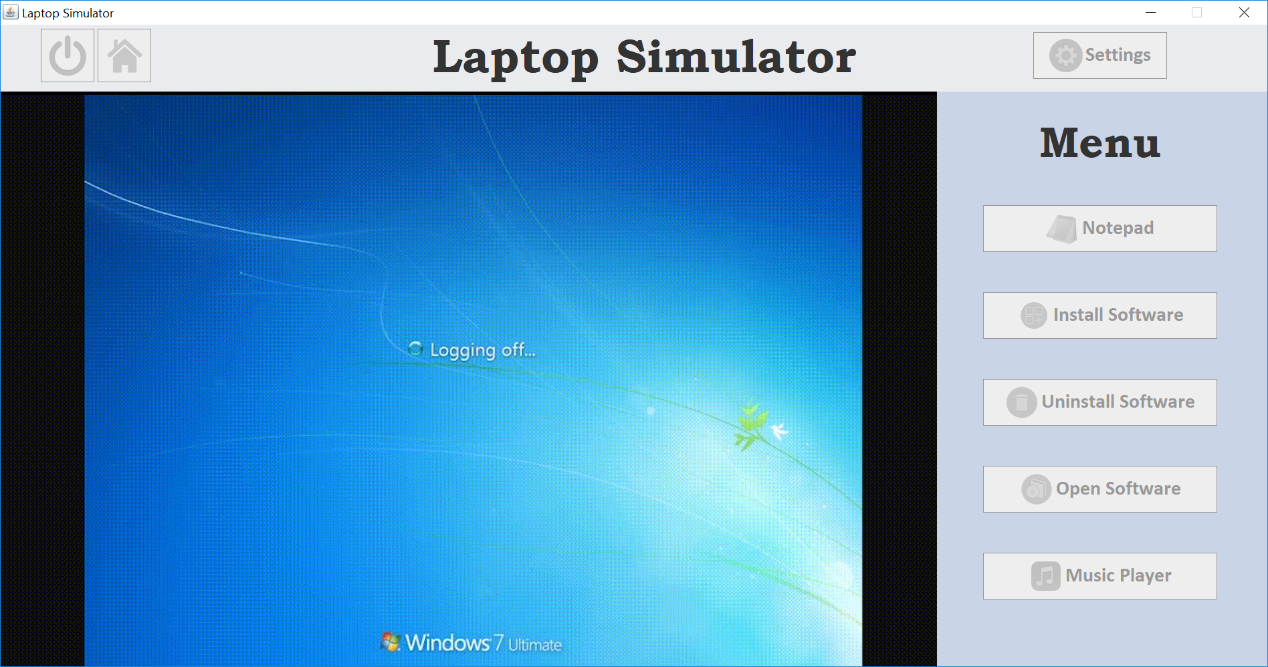 Laptop Simulator
Laptop Simulator
Settings
Menu
Notepad
Install Software
Uninstall Software
Open Software
Music Player
Logging off...
Windows 7 Ultimate